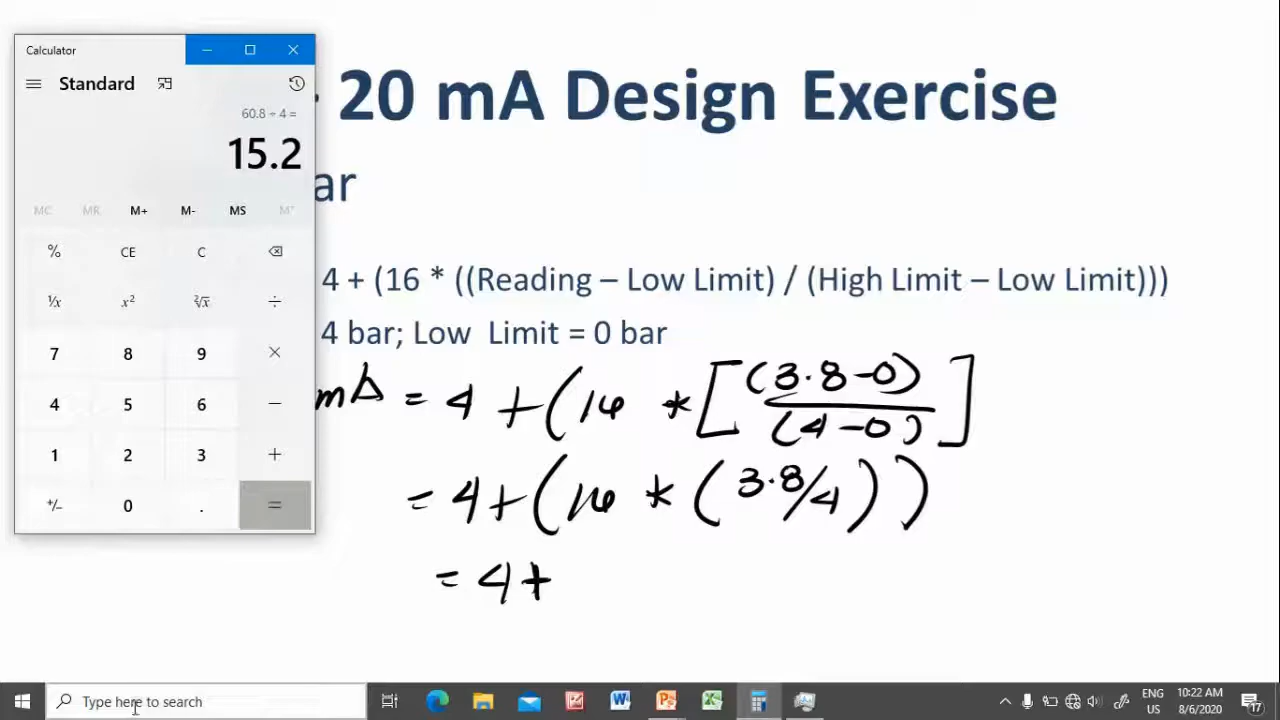 Calculator
Standard
60.8 ÷ 4 =
15.2
MC MR M+ M- MS
% CE C
¹/x x² ²√x ÷
7 8 9 ×
4 5 6 −
1 2 3 +
+/- 0 . =
20 mA Design Exercise
ar
4 + (16 * ((Reading – Low Limit) / (High Limit – Low Limit)))
4 bar; Low Limit = 0 bar
mA = 4 + (16 * [(3.8-0)/(4-0)]
= 4+(16 * (3.8/4))
= 4+
Type here to search
ENG
US
10:22 AM
8/6/2020
17